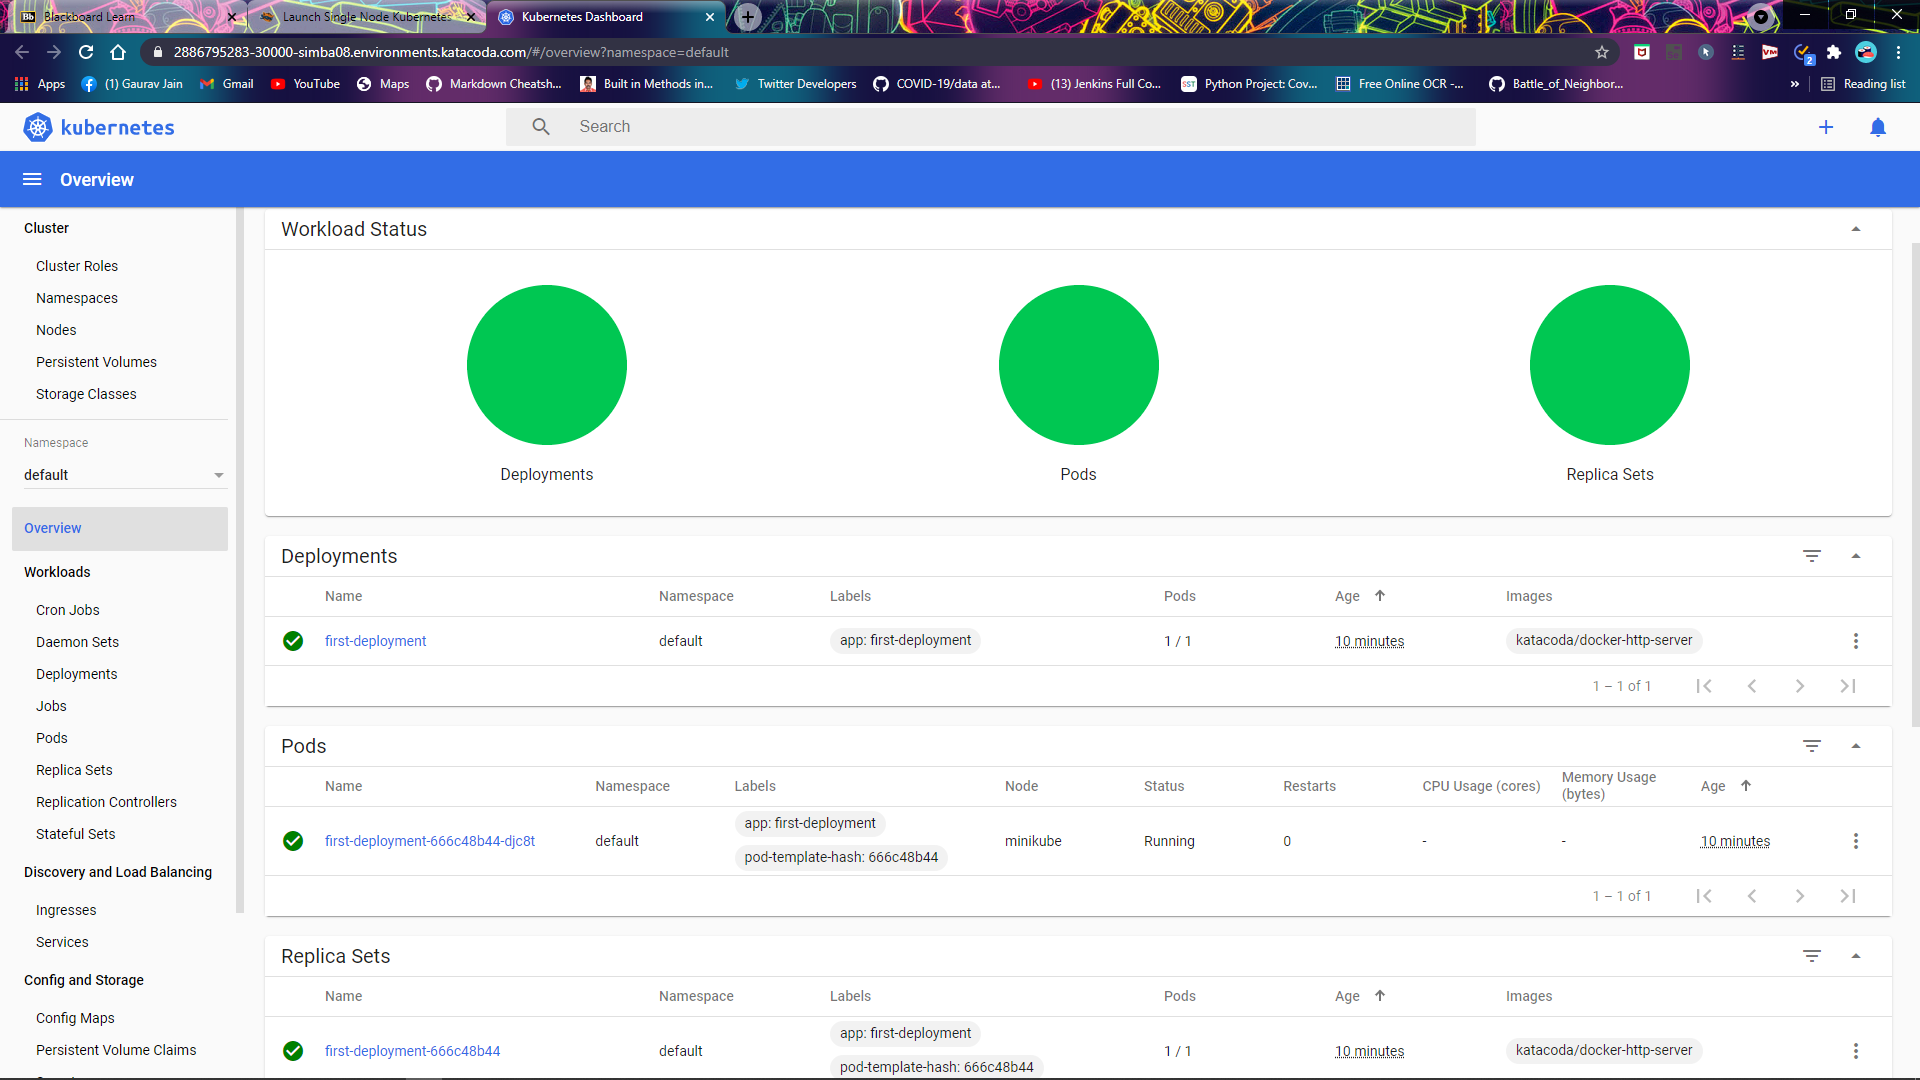 Blackboard Learn
Launch Single Node Kubernetes
Kubernetes Dashboard
2886795283-30000-simba08.environments.katacoda.com/#/overview?namespace=default
Apps
(1) Gaurav Jain
Gmail
YouTube
Maps
Markdown Cheatsh...
Built in Methods in...
Twitter Developers
COVID-19/data at...
(13) Jenkins Full Co...
Python Project: Cov...
Free Online OCR -...
Battle_of_Neighbor...
»
Reading list
kubernetes
Search
Overview
Cluster
Cluster Roles
Namespaces
Nodes
Persistent Volumes
Storage Classes
Namespace
default
Overview
Workloads
Cron Jobs
Daemon Sets
Deployments
Jobs
Pods
Replica Sets
Replication Controllers
Stateful Sets
Discovery and Load Balancing
Ingresses
Services
Config and Storage
Config Maps
Persistent Volume Claims
Workload Status
Deployments Pods Replica Sets
Deployments
Name Namespace Labels Pods Age Images
first-deployment default app: first-deployment 1 / 1 10 minutes katacoda/docker-http-server
1 – 1 of 1
Pods
Name Namespace Labels Node Status Restarts CPU Usage (cores) Memory Usage (bytes) Age
first-deployment-666c48b44-djc8t default app: first-deployment pod-template-hash: 666c48b44 minikube Running 0 - - 10 minutes
1 – 1 of 1
Replica Sets
Name Namespace Labels Pods Age Images
first-deployment-666c48b44 default app: first-deployment pod-template-hash: 666c48b44 1 / 1 10 minutes katacoda/docker-http-server